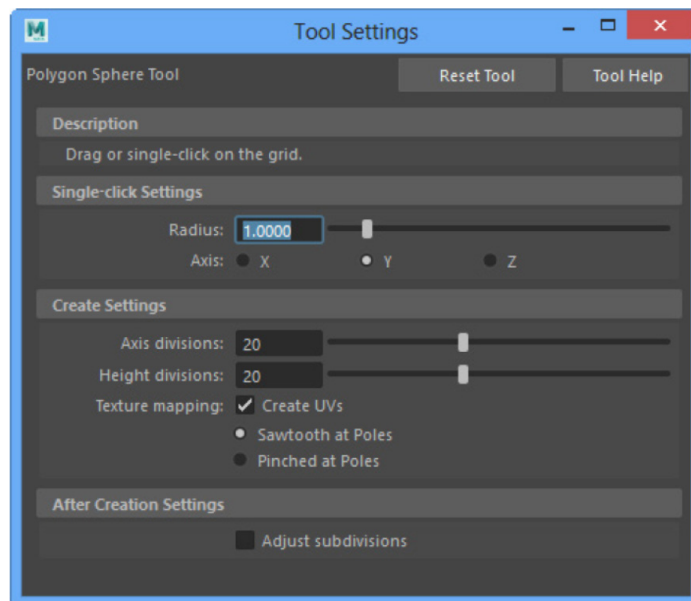 Tool Settings
Polygon Sphere Tool Reset Tool Tool Help
Description
Drag or single-click on the grid.
Single-click Settings
Radius: 1.0000
Axis: X Y Z
Create Settings
Axis divisions: 20
Height divisions: 20
Texture mapping: Create UVs
Sawtooth at Poles
Pinched at Poles
After Creation Settings
Adjust subdivisions